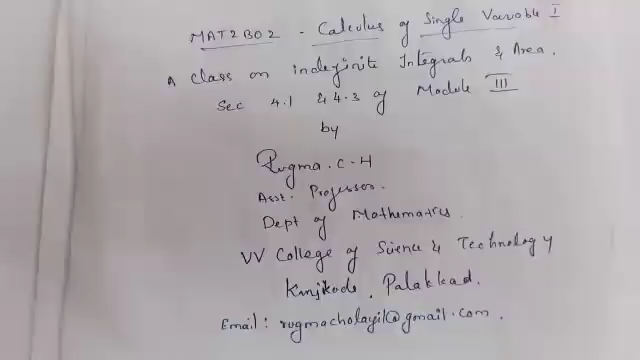 MAT2B02 - Calculus of Single Variable I
A Class on indefinite Integrals & Area.
Sec 4.1 & 4.3 of Module III
by
Rugma.C.H
Asst. Professor.
Dept of Mathematics.
VV College of Science & Technology
Kanjikode, Palakkad.
Email: rugmacholayil@gmail.com.